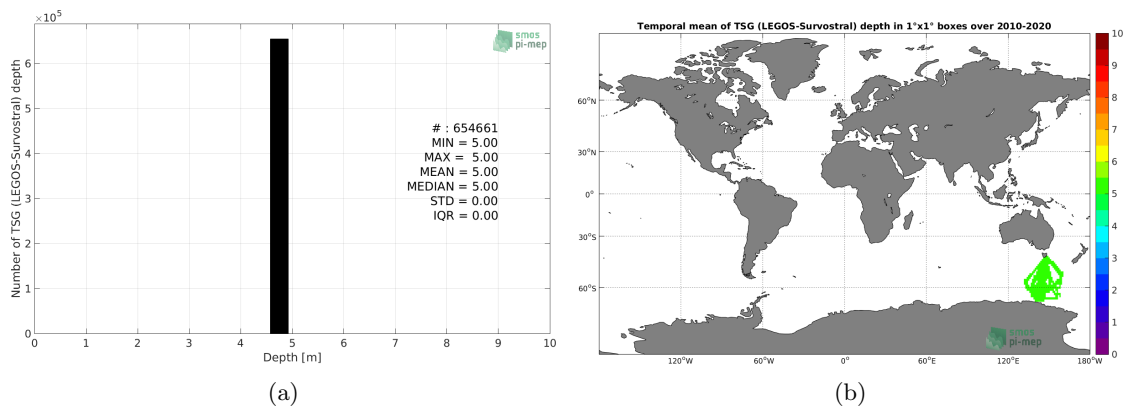 ×10⁵
6
5
4
3
2
1
0
Number of TSG (LEGOS-Survostral) depth
smos
pi-mep
# : 654661
MIN = 5.00
MAX = 5.00
MEAN = 5.00
MEDIAN = 5.00
STD = 0.00
IQR = 0.00
0 1 2 3 4 5 6 7 8 9 10
Depth [m]
(a)
Temporal mean of TSG (LEGOS-Survostral) depth in 1°x1° boxes over 2010-2020
60°N
30°N
0°
30°S
60°S
120°W 60°W 0° 60°E 120°E 180°W
smos
pi-mep
10
9
8
7
6
5
4
3
2
1
0
(b)